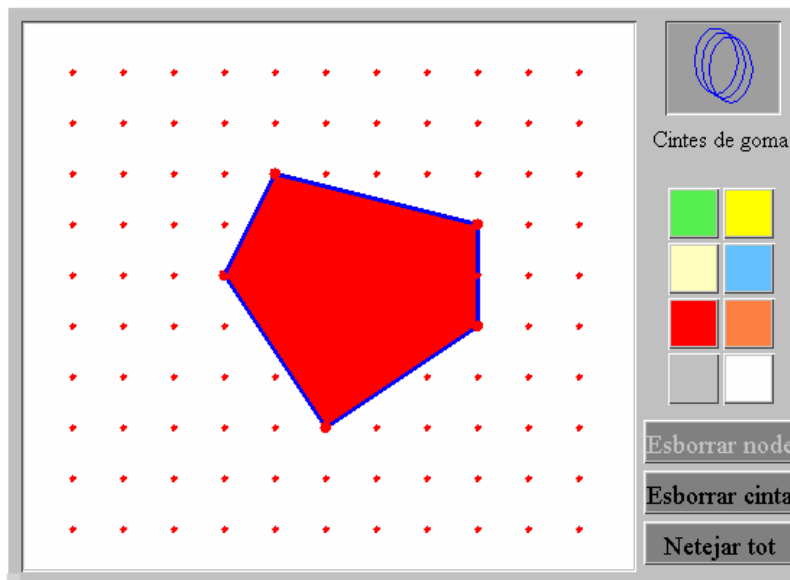 Cintes de goma
Esborrar node
Esborrar cinta
Netejar tot